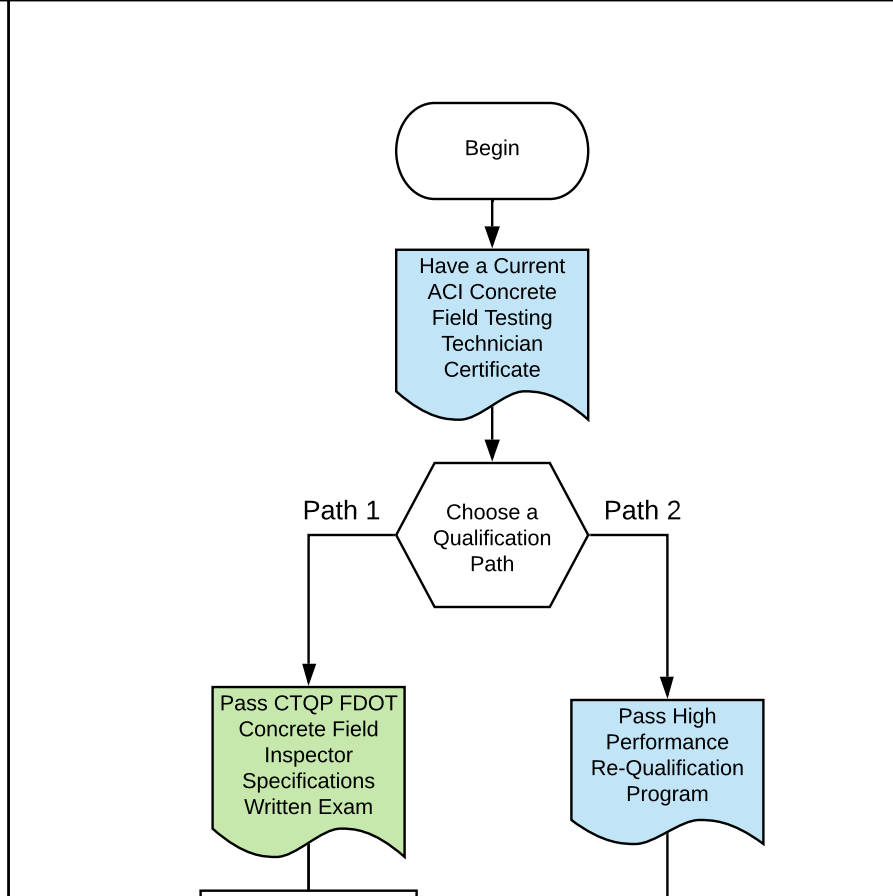 Begin
Have a Current
ACI Concrete
Field Testing
Technician
Certificate
Path 1
Choose a
Qualification
Path
Path 2
Pass CTQP FDOT
Concrete Field
Inspector
Specifications
Written Exam
Pass High
Performance
Re-Qualification
Program